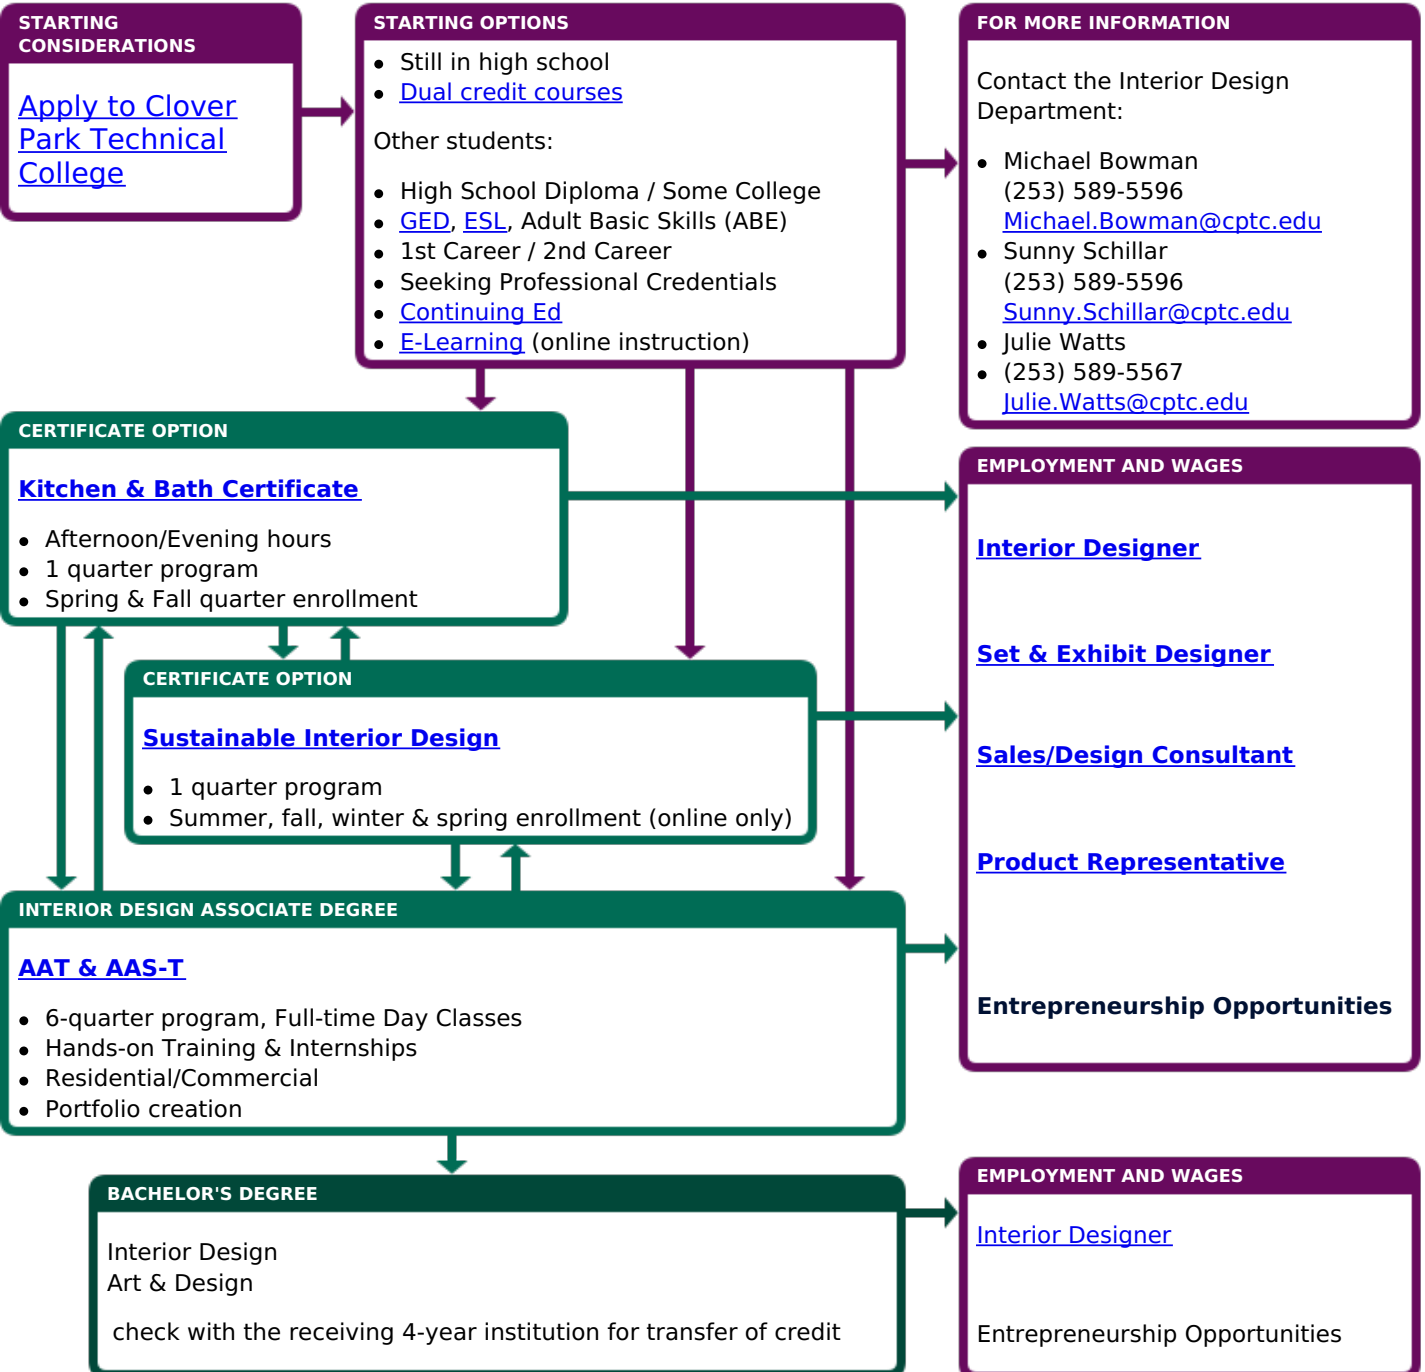 STARTING
CONSIDERATIONS
Apply to Clover
Park Technical
College
STARTING OPTIONS
Still in high school
Dual credit courses
Other students:
High School Diploma / Some College
GED, ESL, Adult Basic Skills (ABE)
1st Career / 2nd Career
Seeking Professional Credentials
Continuing Ed
E-Learning (online instruction)
FOR MORE INFORMATION
Contact the Interior Design
Department:
Michael Bowman
(253) 589-5596
Michael.Bowman@cptc.edu
Sunny Schillar
(253) 589-5596
Sunny.Schillar@cptc.edu
Julie Watts
(253) 589-5567
Julie.Watts@cptc.edu
CERTIFICATE OPTION
Kitchen & Bath Certificate
Afternoon/Evening hours
1 quarter program
Spring & Fall quarter enrollment
CERTIFICATE OPTION
Sustainable Interior Design
1 quarter program
Summer, fall, winter & spring enrollment (online only)
INTERIOR DESIGN ASSOCIATE DEGREE
AAT & AAS-T
6-quarter program, Full-time Day Classes
Hands-on Training & Internships
Residential/Commercial
Portfolio creation
EMPLOYMENT AND WAGES
Interior Designer
Set & Exhibit Designer
Sales/Design Consultant
Product Representative
Entrepreneurship Opportunities
BACHELOR'S DEGREE
Interior Design
Art & Design
check with the receiving 4-year institution for transfer of credit
EMPLOYMENT AND WAGES
Interior Designer
Entrepreneurship Opportunities